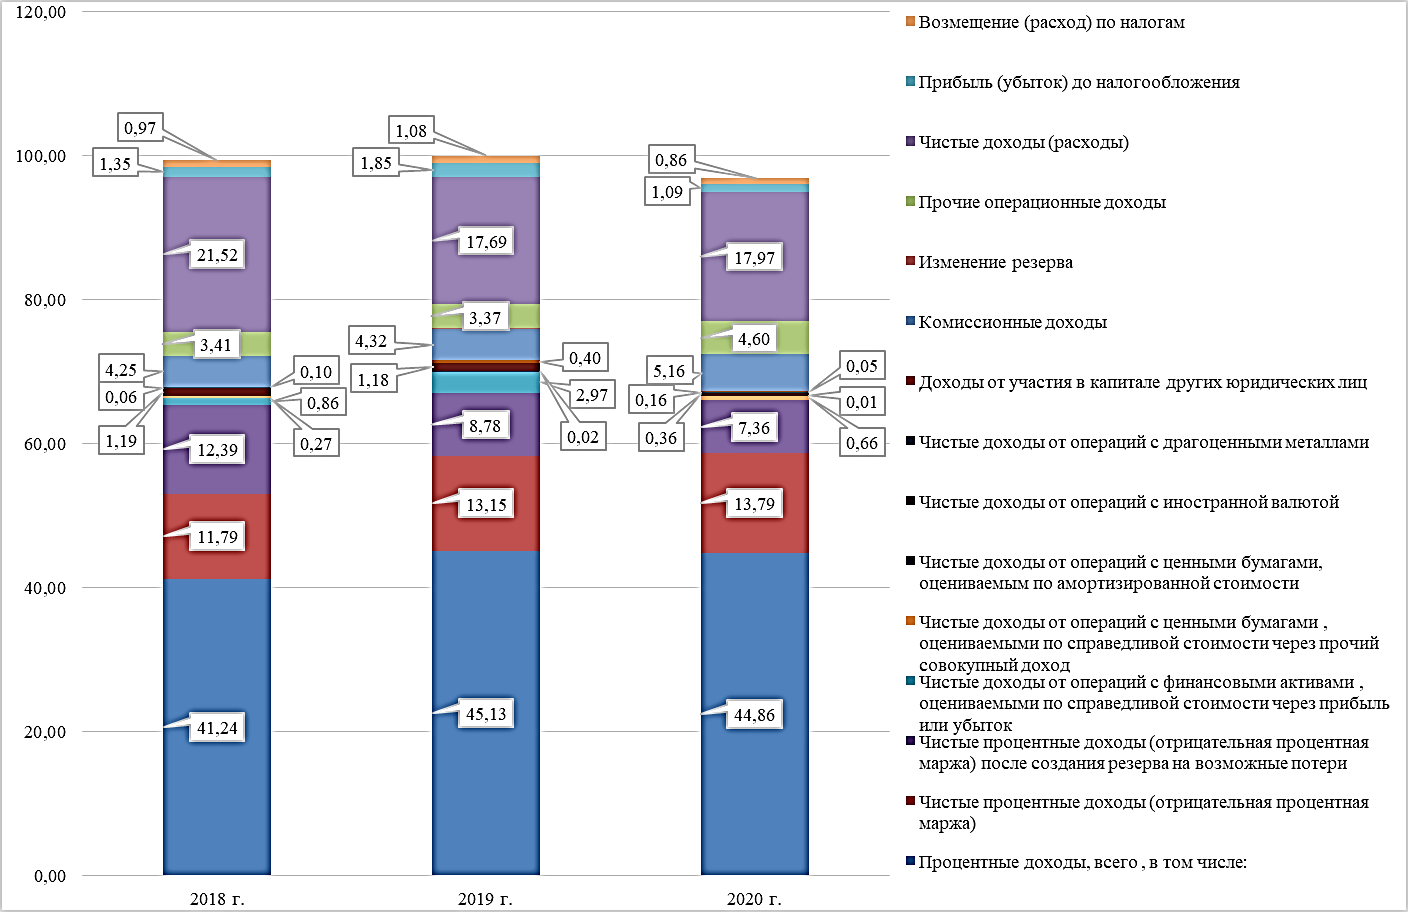 120,00
100,00
80,00
60,00
40,00
20,00
0,00
0,97
1,35
21,52
3,41
4,25
0,06
1,19
0,10
0,86
0,27
12,39
11,79
41,24
1,08
1,85
17,69
3,37
4,32
1,18
0,40
2,97
0,02
8,78
13,15
45,13
0,86
1,09
17,97
4,60
5,16
0,16
0,36
0,05
0,01
0,66
7,36
13,79
44,86
2018 г.
2019 г.
2020 г.
Возмещение (расход) по налогам
Прибыль (убыток) до налогообложения
Чистые доходы (расходы)
Прочие операционные доходы
Изменение резерва
Комиссионные доходы
Доходы от участия в капитале других юридических лиц
Чистые доходы от операций с драгоценными металлами
Чистые доходы от операций с иностранной валютой
Чистые доходы от операций с ценными бумагами,
оцениваемым по амортизированной стоимости
Чистые доходы от операций с ценными бумагами ,
оцениваемыми по справедливой стоимости через прочий
совокупный доход
Чистые доходы от операций с финансовыми активами ,
оцениваемыми по справедливой стоимости через прибыль
или убыток
Чистые процентные доходы (отрицательная процентная
маржа) после создания резерва на возможные потери
Чистые процентные доходы (отрицательная процентная
маржа)
Процентные доходы, всего , в том числе: